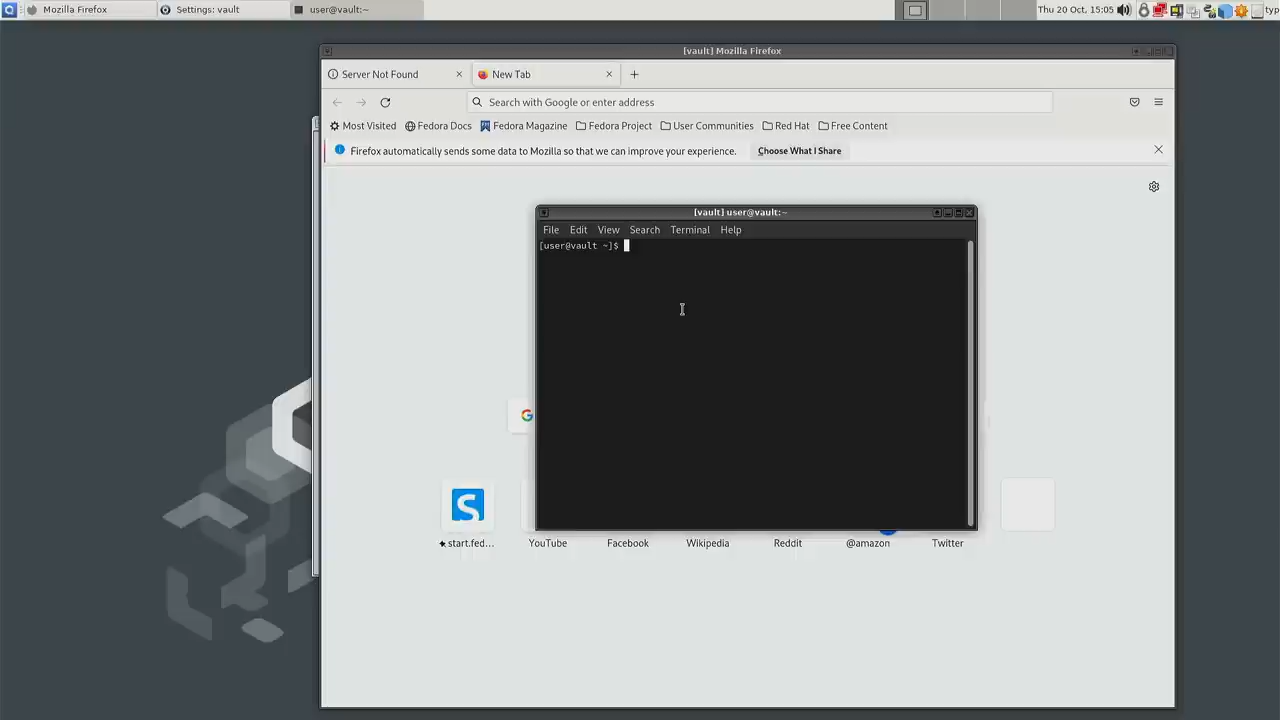 Mozilla Firefox
Settings: vault
user@vault:~
Thu 20 Oct, 15:05
typ
[vault] Mozilla Firefox
Server Not Found
New Tab
Search with Google or enter address
Most Visited
Fedora Docs
Fedora Magazine
Fedora Project
User Communities
Red Hat
Free Content
Firefox automatically sends some data to Mozilla so that we can improve your experience.
Choose What I Share
[vault] user@vault:~
File Edit View Search Terminal Help
[user@vault ~]$
start.fed...
YouTube
Facebook
Wikipedia
Reddit
@amazon
Twitter